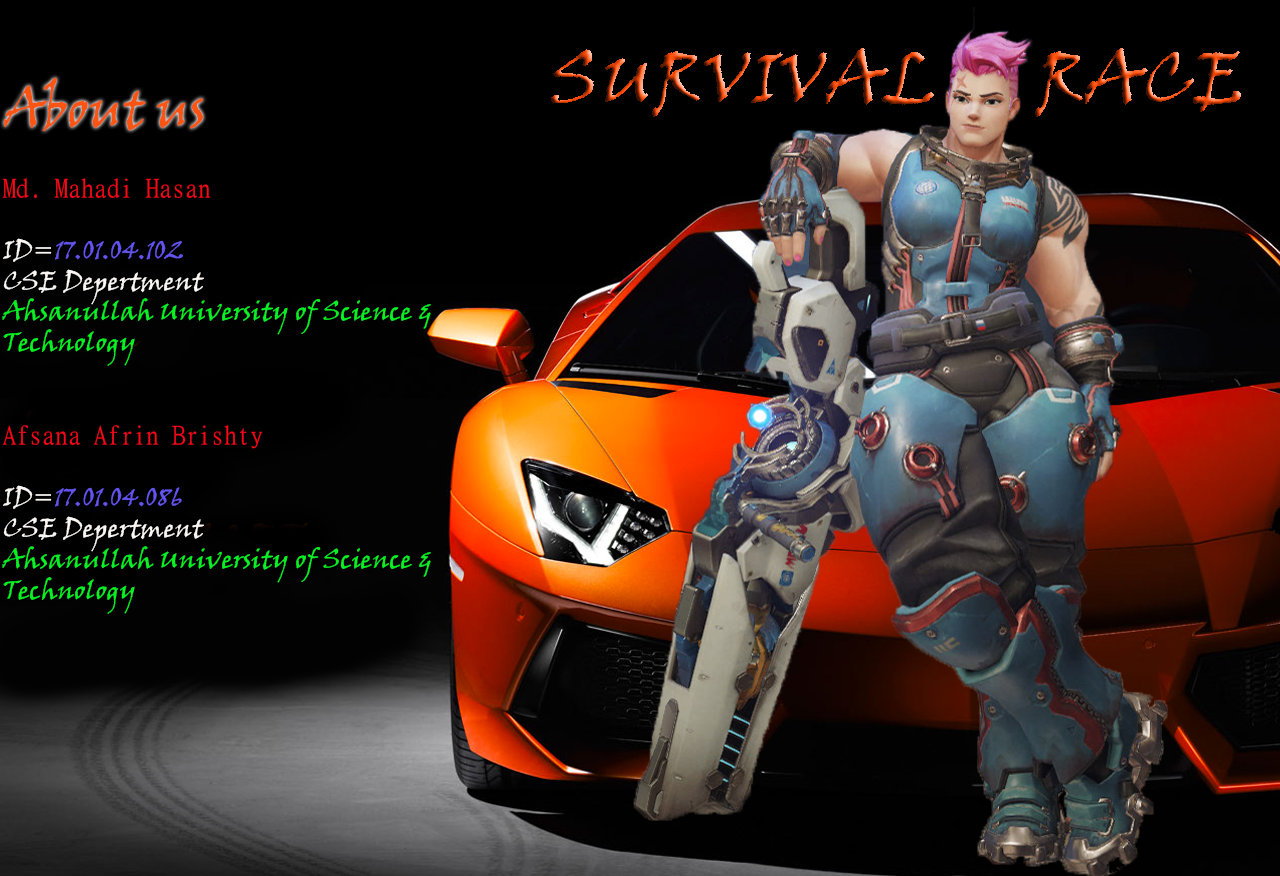 SURVIVAL RACE
About us
Md. Mahadi Hasan
ID=17.01.04.102
CSE Depertment
Ahsanullah University of Science &
Technology
Afsana Afrin Brishty
ID=17.01.04.086
CSE Depertment
Ahsanullah University of Science &
Technology